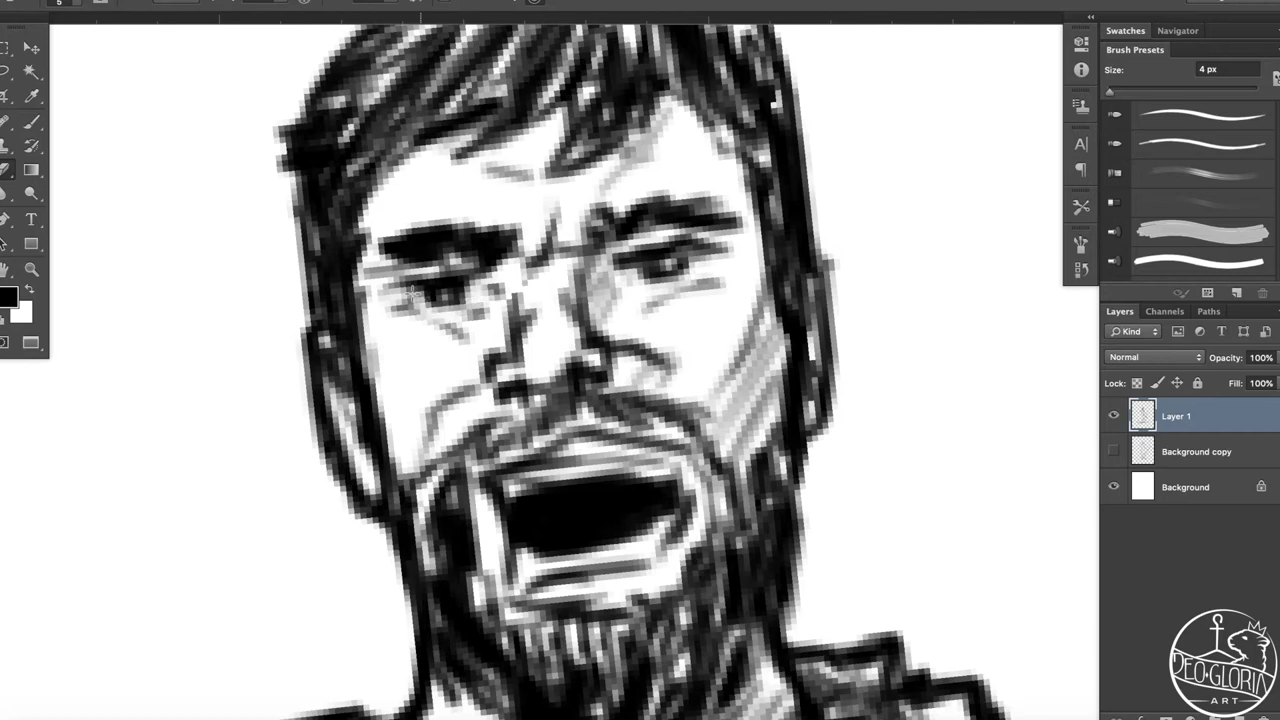 5
Swatches Navigator
Brush Presets
Size: 4 px
Layers Channels Paths
Kind
Normal Opacity: 100%
Lock: Fill: 100%
Layer 1
Background copy
Background
DEO GLORIA
ART